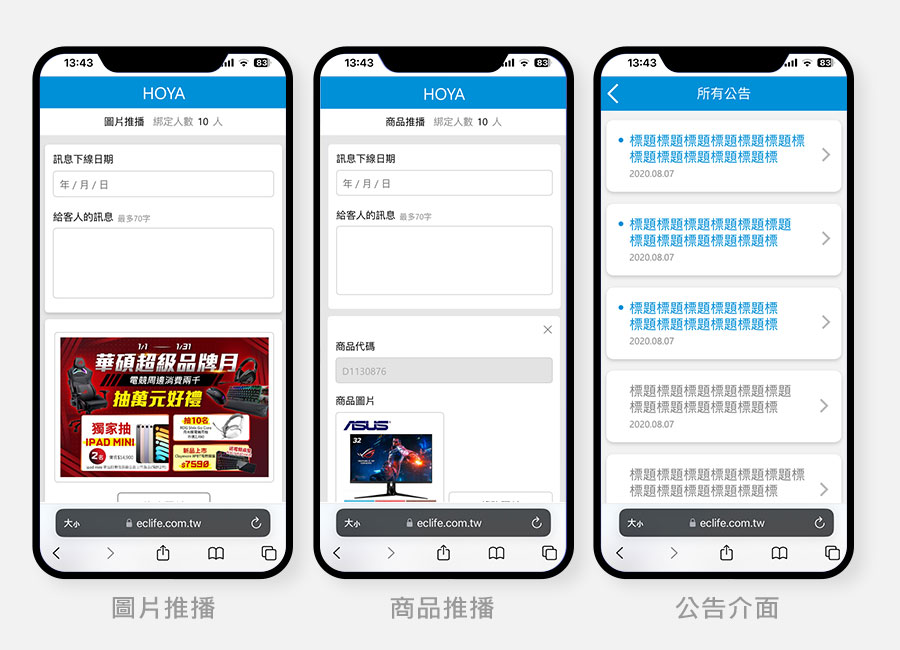 13:43
83
HOYA
圖片推播 綁定人數 10 人
訊息下線日期
年 / 月 / 日
給客人的訊息 最多70字
1/1 1/31
華碩超級品牌月
電競周邊消費兩千
抽萬元好禮
獨家抽
IPAD MINI
2名
抽10名
新品上市
$7590
大小 eclife.com.tw
圖片推播
13:43
83
HOYA
商品推播 綁定人數 10 人
訊息下線日期
年 / 月 / 日
給客人的訊息 最多70字
商品代碼
D1130876
商品圖片
ASUS
32
大小 eclife.com.tw
商品推播
13:43
83
所有公告
標題標題標題標題標題標題標
標題標題標題標題標題標
2020.08.07
標題標題標題標題標題標題
標題標題標題標題標題標
2020.08.07
標題標題標題標題標題標
標題標題標題標題標題標
2020.08.07
標題標題標題標題標題標題
標題標題標題標題標題標
2020.08.07
標題標題標題標題標題標題標
標題標題標題標題標題標
大小 eclife.com.tw
公告介面